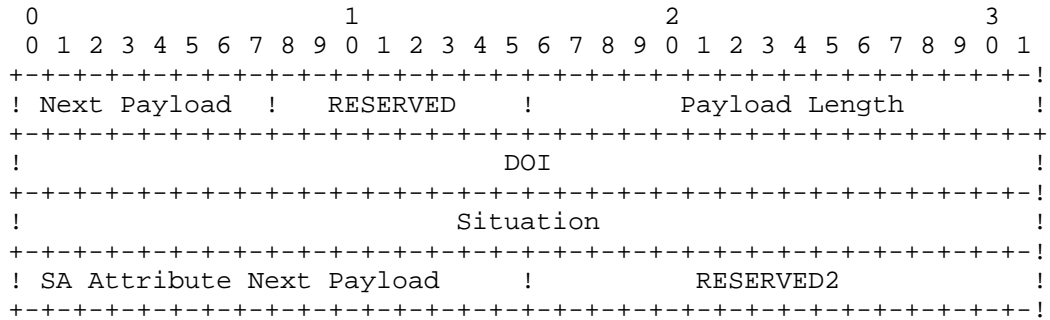 0                   1                   2                   3
 0 1 2 3 4 5 6 7 8 9 0 1 2 3 4 5 6 7 8 9 0 1 2 3 4 5 6 7 8 9 0 1
+-+-+-+-+-+-+-+-+-+-+-+-+-+-+-+-+-+-+-+-+-+-+-+-+-+-+-+-+-+-+-+-!
! Next Payload  !   RESERVED    !         Payload Length        !
+-+-+-+-+-+-+-+-+-+-+-+-+-+-+-+-+-+-+-+-+-+-+-+-+-+-+-+-+-+-+-+-+
!                              DOI                              !
+-+-+-+-+-+-+-+-+-+-+-+-+-+-+-+-+-+-+-+-+-+-+-+-+-+-+-+-+-+-+-+-!
!                           Situation                           !
+-+-+-+-+-+-+-+-+-+-+-+-+-+-+-+-+-+-+-+-+-+-+-+-+-+-+-+-+-+-+-+-!
! SA Attribute Next Payload     !          RESERVED2            !
+-+-+-+-+-+-+-+-+-+-+-+-+-+-+-+-+-+-+-+-+-+-+-+-+-+-+-+-+-+-+-+-!